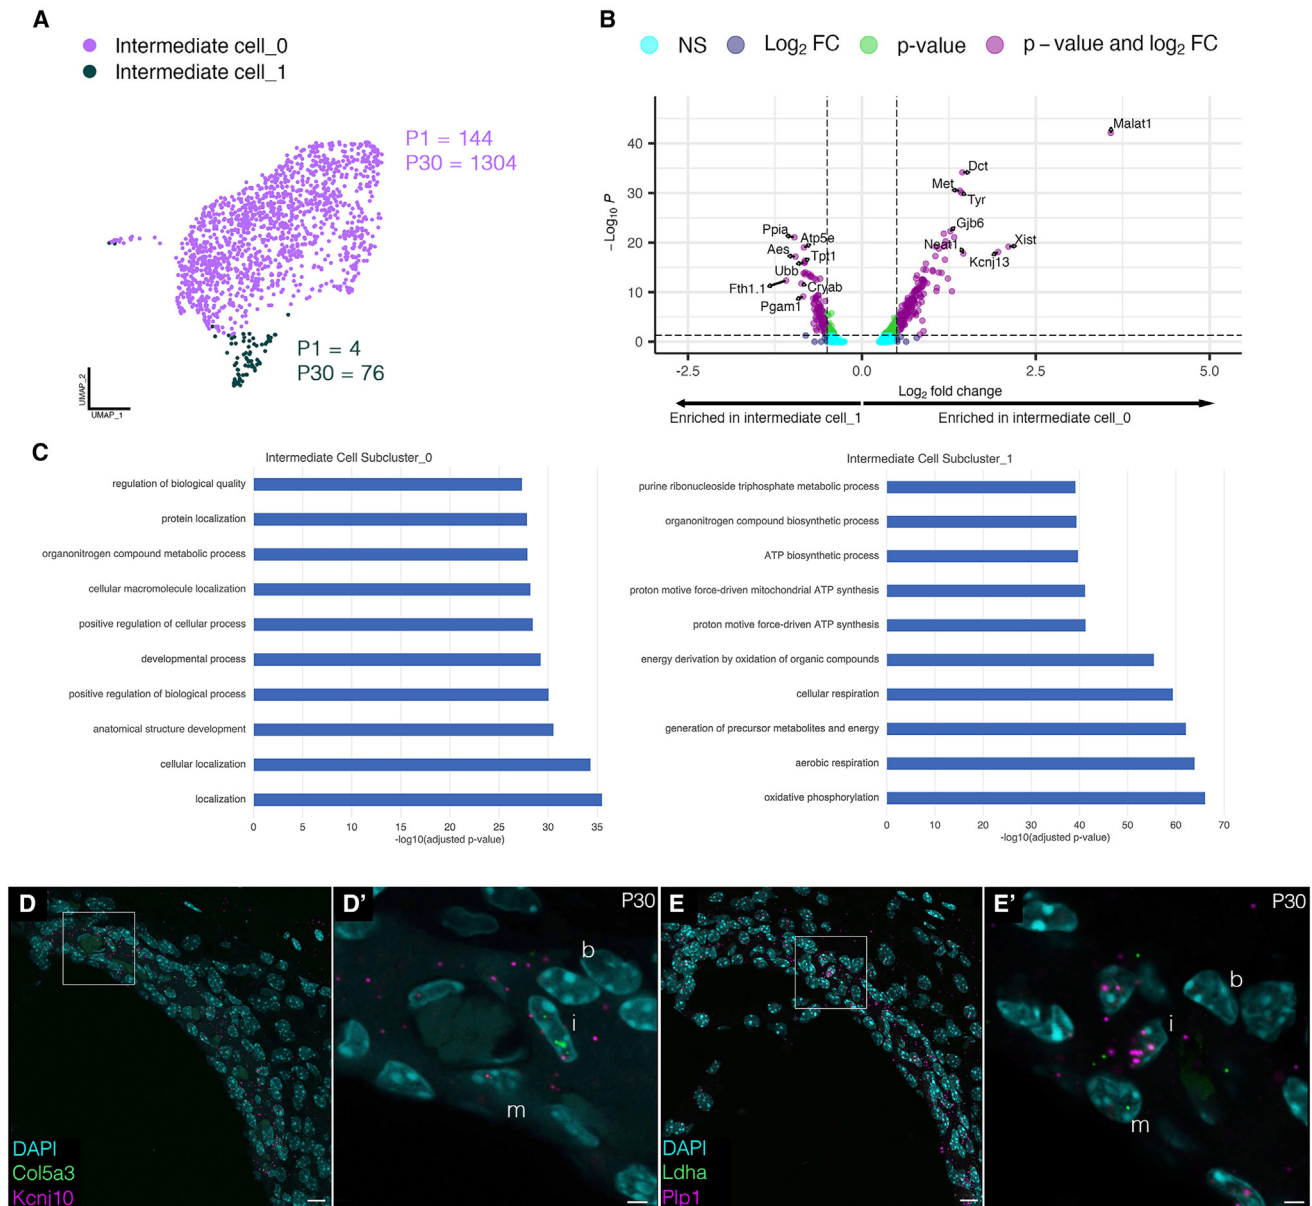 A
Intermediate cell_0
Intermediate cell_1
P1 = 144
P30 = 1304
P1 = 4
P30 = 76
UMAP_2
UMAP_1
B
NS
Log2 FC
p-value
p – value and log2 FC
– Log10 P
40
30
20
10
0
Malat1
Dct
Met
Tyr
Gjb6
Neat1
Xist
Kcnj13
Ppia
Atp5e
Aes
Tpt1
Ubb
Fth1.1
Cryab
Pgam1
-2.5
0.0
2.5
5.0
Log2 fold change
Enriched in intermediate cell_1
Enriched in intermediate cell_0
C
Intermediate Cell Subcluster_0
regulation of biological quality
protein localization
organonitrogen compound metabolic process
cellular macromolecule localization
positive regulation of cellular process
developmental process
positive regulation of biological process
anatomical structure development
cellular localization
localization
0 5 10 15 20 25 30 35
-log10(adjusted p-value)
Intermediate Cell Subcluster_1
purine ribonucleoside triphosphate metabolic process
organonitrogen compound biosynthetic process
ATP biosynthetic process
proton motive force-driven mitochondrial ATP synthesis
proton motive force-driven ATP synthesis
energy derivation by oxidation of organic compounds
cellular respiration
generation of precursor metabolites and energy
aerobic respiration
oxidative phosphorylation
0 10 20 30 40 50 60 70
-log10(adjusted p-value)
D
DAPI
Col5a3
Kcnj10
D'
P30
b
i
m
E
DAPI
Ldha
Plp1
E'
P30
b
i
m